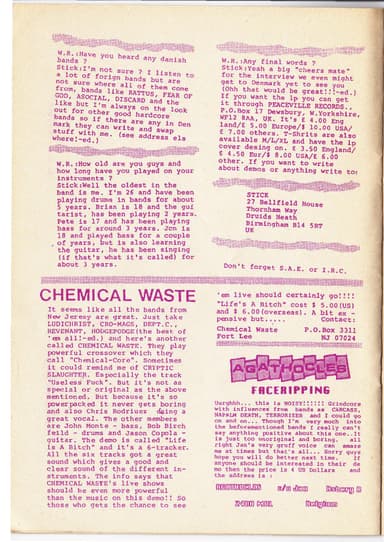 W.R.:Have you heard any danish
bands ?
Stick:I'm not sure ? I listen to
a lot of forign bands but are
not sure where all of them come
from, bands like RATTUS, FEAR OF
GOD, ASOCIAL, DISCARD and the
like but I'm always on the look
out for other good hardcore
bands so if there are any in Den
mark they can write and swap
stuff with me. (see address els
where!-ed.)
W.R.:How old are you guys and
how long have you played on your
instruments ?
Stick:Well the oldest in the
band is me. I'm 26 and have been
playing drums in bands for about
5 years. Brian is 18 and the gui
tarist, has been playing 2 years.
Pete is 17 and has been playing
bass for around 3 years. Jon is
18 and played bass for a couple
of years, but is also learning
the guitar, he has been singing
(if that's what it's called) for
about 3 years.
W.R.:Any final words ?
Stick:Yeah a big "cheers mate"
for the interview we even might
get to Denmark yet to see you
(Ohh that would be great!!-ed.)
If you want the lp you can get
it through PEACEVILLE RECORDS.,
P.O.Box 17 Dewsbury, W.Yorkshire,
WF12 8AA, UK. It's £ 4.00 Eng
land/£ 5.00 Europe/$ 10.00 USA/
£ 7.00 others. T-Shrits are also
available M/L/XL and have the lp
cover desing on. £ 3.50 England/
£ 4.50 Eur/$ 8.00 USA/£ 6.00
other. If you want to write
about demos or anything write to:
STICK
27 Bellfield House
Thornham Way
Druids Heath
Birmingham B14 5RT
UK
Don't forget S.A.E. or I.R.C.
CHEMICAL WASTE
It seems like all the bands from
New Jersey are great. Just take
LUDICHRIST, CRO-MAGS, DEPT.C.,
REVENANT, HOGDEPODGE(the best of
'em all!-ed.) and here's another
called CHEMICAL WASTE. They play
powerful crossover which they
call "Chemical-Core". Sometimes
it could remind me of CRYPTIC
SLAUGHTER. Especially the track
"Useless Fuck". But it's not as
special or original as the above
mentioned. But because it's so
powerpacked it never gets boring
and also Chris Rodriuex doing a
great vocal. The other members
are John Monte - bass, Bob Birch
feild - drums and Jason Copola -
guitar. The demo is called "Life
is A Bitch" and it's a 6-tracker.
All the six tracks got a great
sound which gives a good and
clear sound of the different in-
struments. The info says that
CHEMICAL WASTE's live shows
should be even more powerful
than the music on this demo!! So
those who gets the chance to see
'em live should certainly go!!!!
"Life's A Bitch" cost $ 5.00(US)
and $ 6.00(overseas). A bit ex -
pensive but..... Contact:
Chemical Waste P.O.Box 3311
Fort Lee NJ 07024
AGATHOCLES
FACERIPPING
Uurghhh... this is NOISY!!!!!! Grindcore
with influences from bands as CARCASS,
NAPALM DEATH, TERRORIZER and I could go
on and on... Though I'm very much into
the beforementioned bands I really can't
say anything positive about this one..It
is just too unoriginal and boring. all
right Jan's very gruff voice may amaze
me at times but that's all... Sorry guys
hope you will do better next time. If
anyone should be interested in their de
mo then the price is 4 US Dollars and
address is :
AGATHOCLES c/o Jan
Belgium